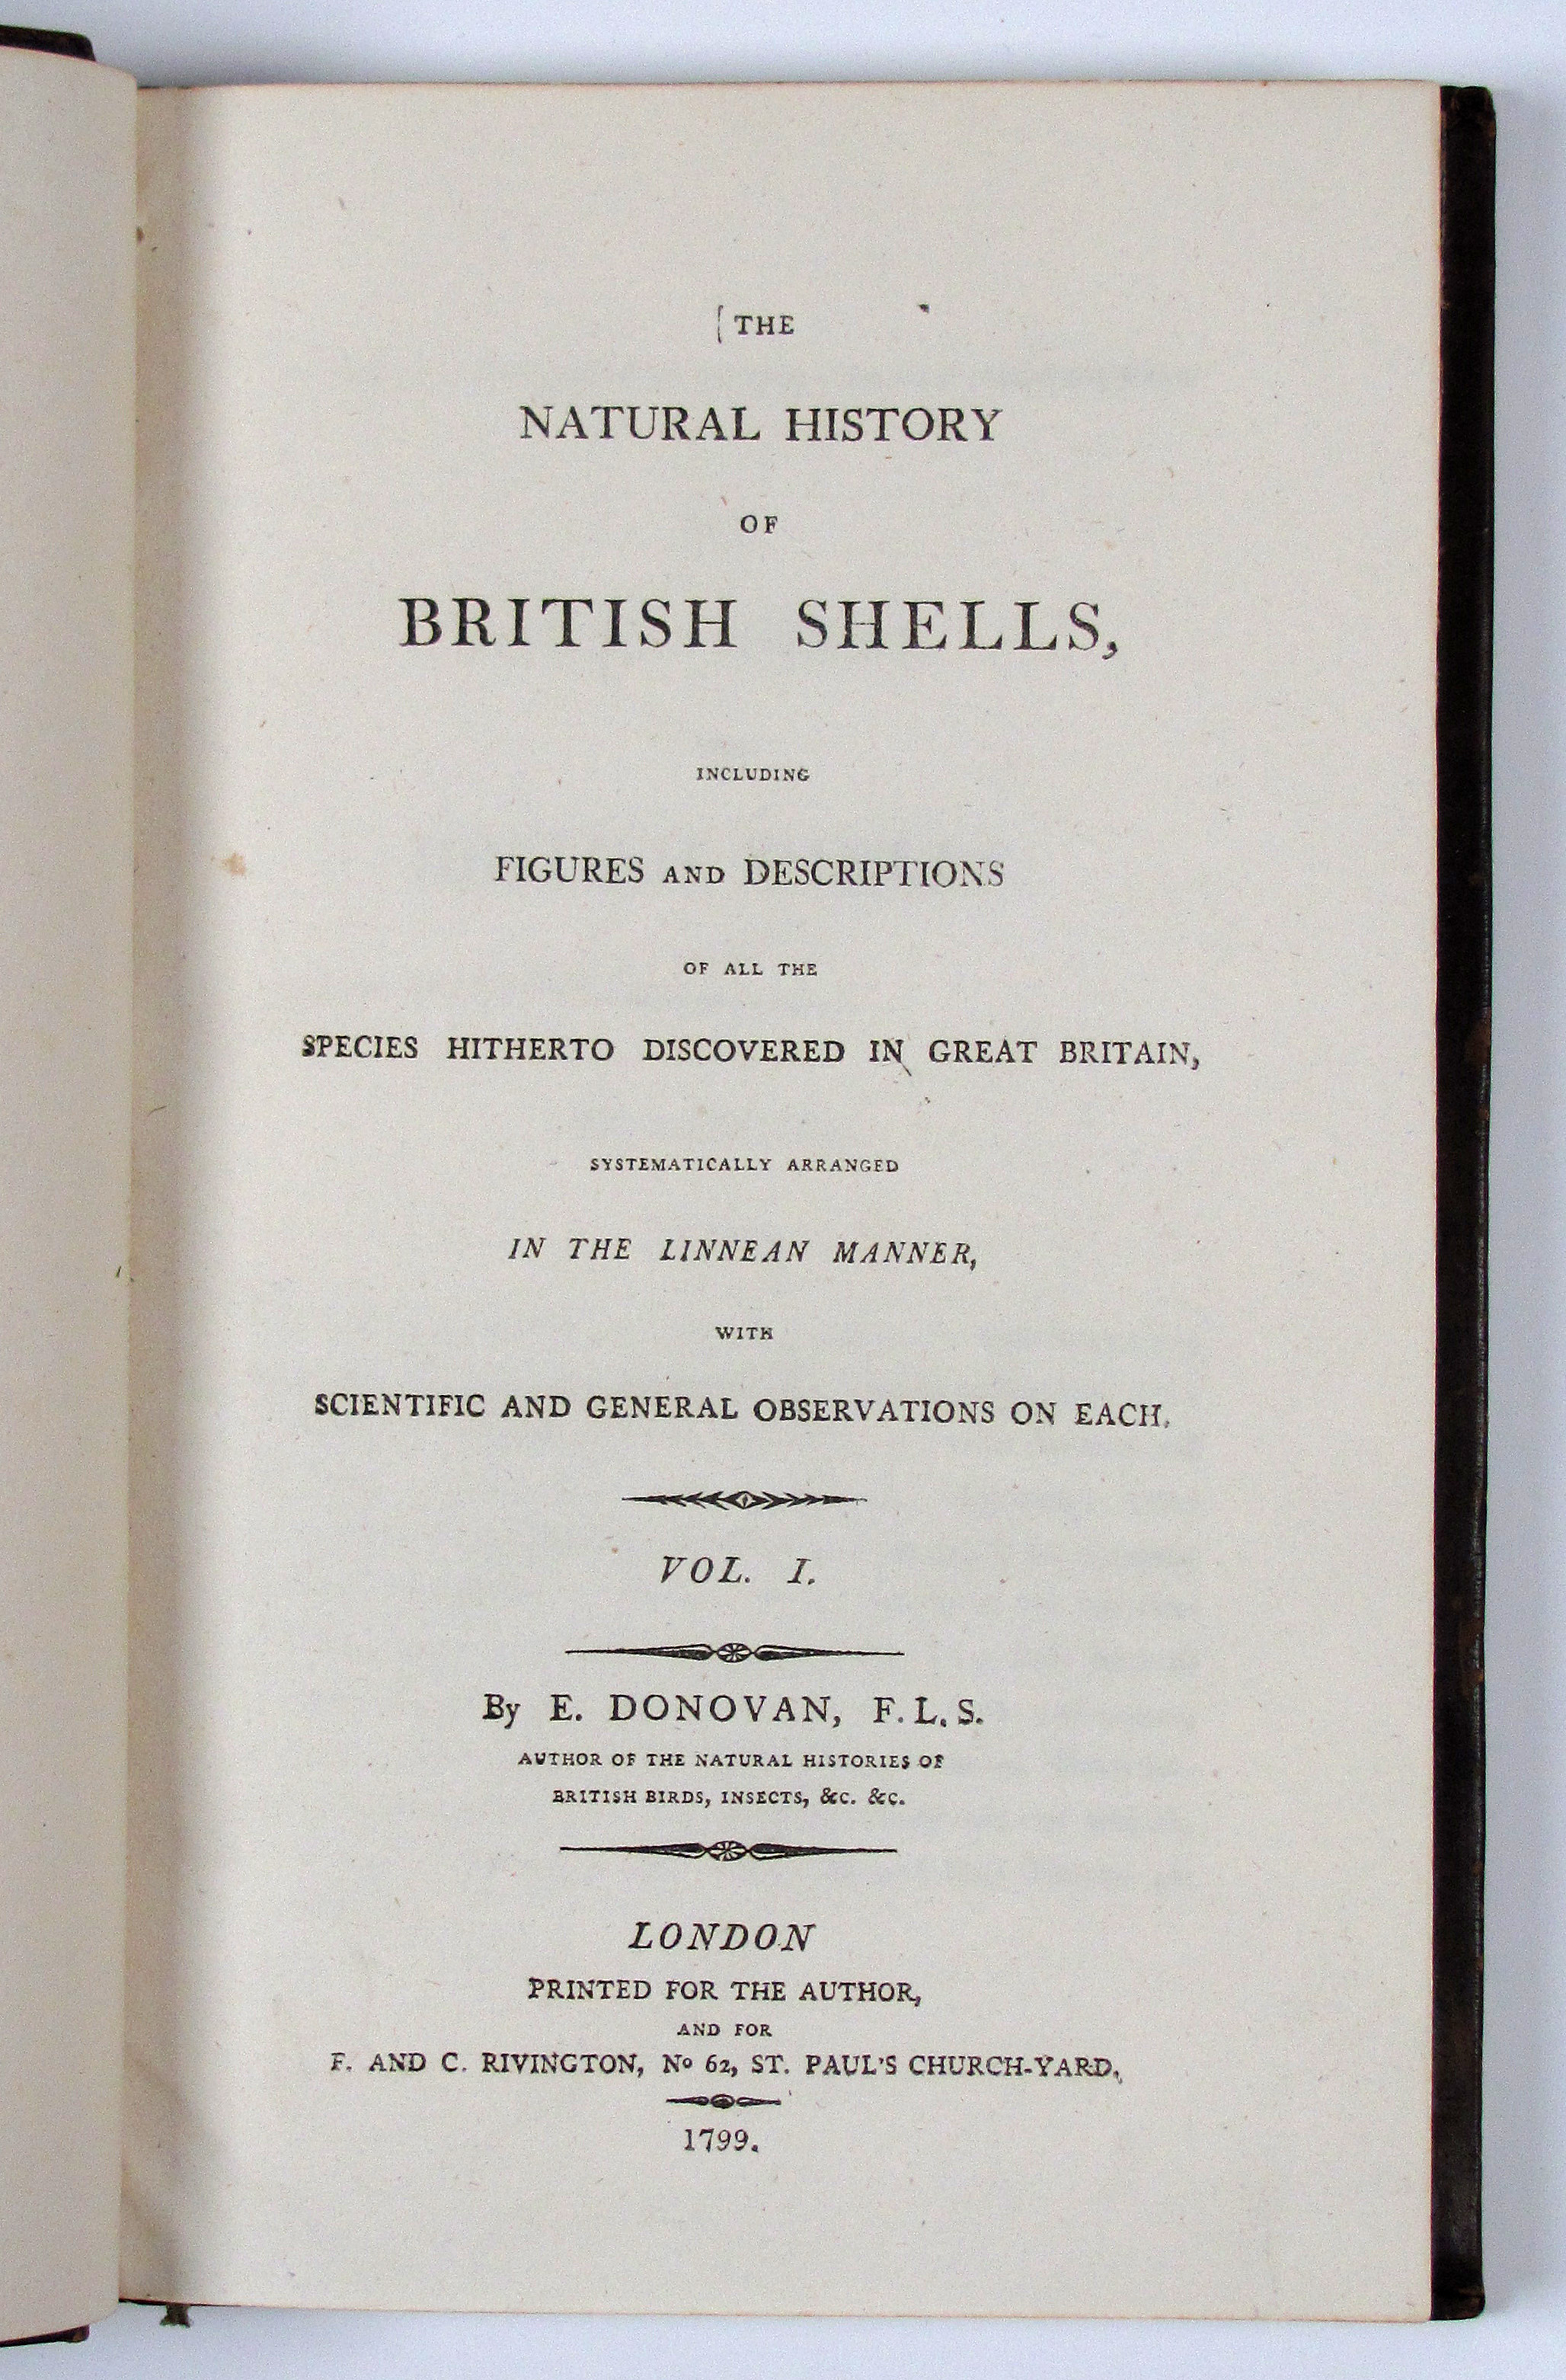 THE
NATURAL HISTORY
OF
BRITISH SHELLS,
INCLUDING
FIGURES AND DESCRIPTIONS
OF ALL THE
SPECIES HITHERTO DISCOVERED IN GREAT BRITAIN,
SYSTEMATICALLY ARRANGED
IN THE LINNEAN MANNER,
WITH
SCIENTIFIC AND GENERAL OBSERVATIONS ON EACH.
VOL. I.
By E. DONOVAN, F.L.S.
AUTHOR OF THE NATURAL HISTORIES OF
BRITISH BIRDS, INSECTS, &c. &c.
LONDON
PRINTED FOR THE AUTHOR,
AND FOR
F. AND C. RIVINGTON, No 62, ST. PAUL'S CHURCH-YARD.
1799.